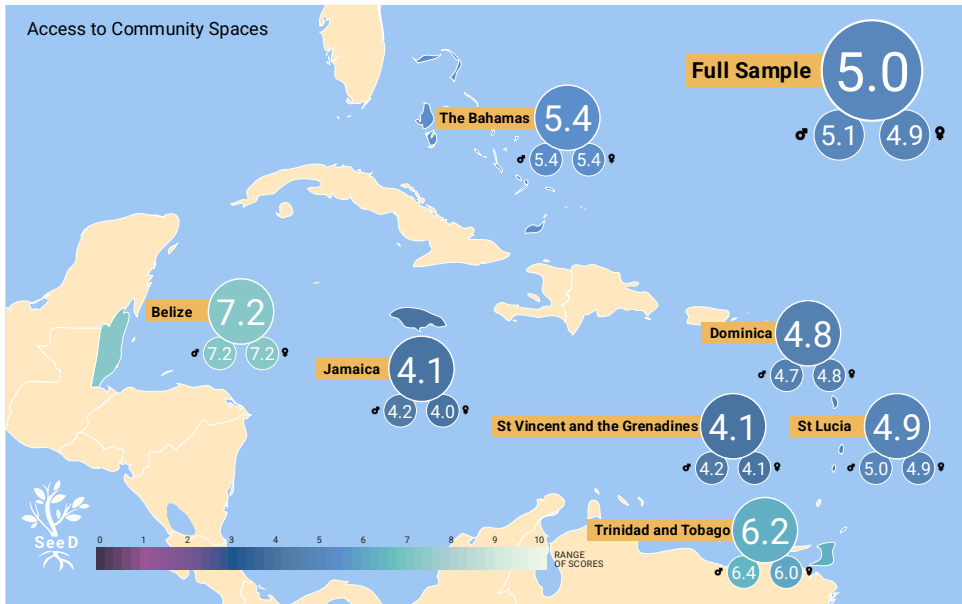 Access to Community Spaces
Full Sample
5.0
♂ 5.1 4.9 ♀
The Bahamas
5.4
♂ 5.4 5.4 ♀
Belize
7.2
♂ 7.2 7.2 ♀
Jamaica
4.1
♂ 4.2 4.0 ♀
Dominica
4.8
♂ 4.7 4.8 ♀
St Vincent and the Grenadines
4.1
♂ 4.2 4.1 ♀
St Lucia
4.9
♂ 5.0 4.9 ♀
Trinidad and Tobago
6.2
♂ 6.4 6.0 ♀
SeeD
0 1 2 3 4 5 6 7 8 9 10
RANGE
OF SCORES